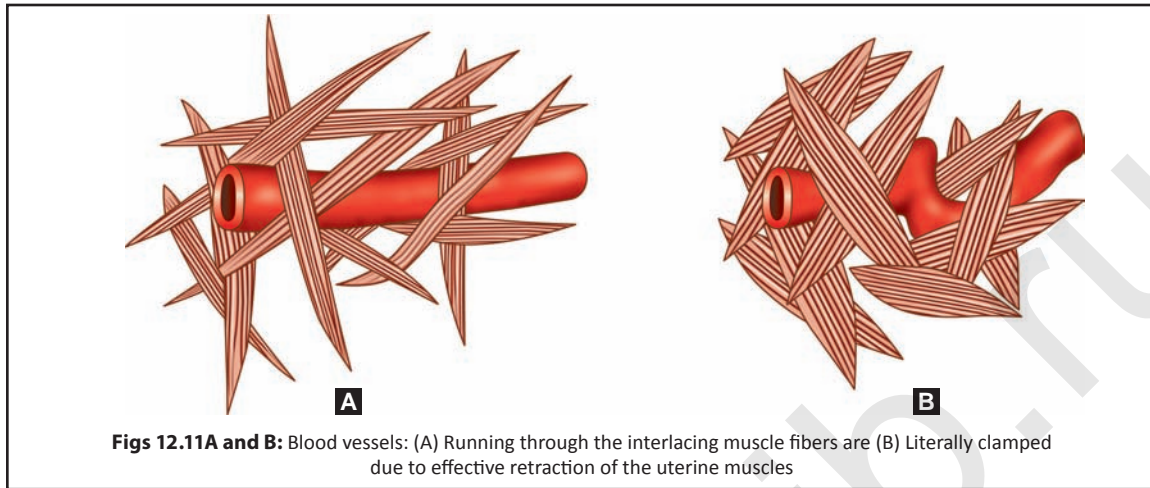 A
B
Figs 12.11A and B: Blood vessels: (A) Running through the interlacing muscle fibers are (B) Literally clamped
due to effective retraction of the uterine muscles
b.ru